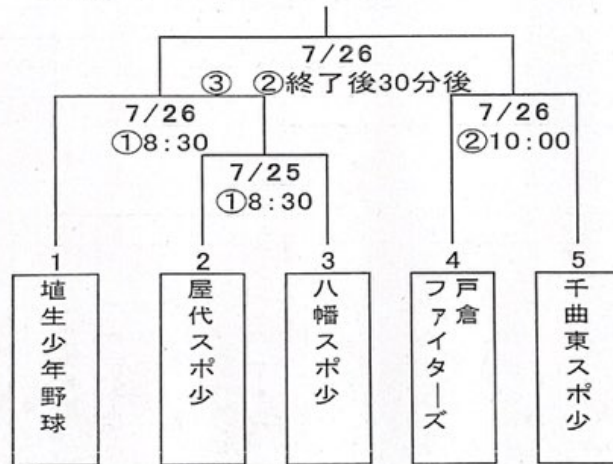 7/26
③ ②終了後30分後
7/26
①8:30
7/26
②10:00
7/25
①8:30
1
2
3
4
5
埴生少年野球
屋代スポ少
八幡スポ少
戸倉
ファイターズ
千曲東スポ少